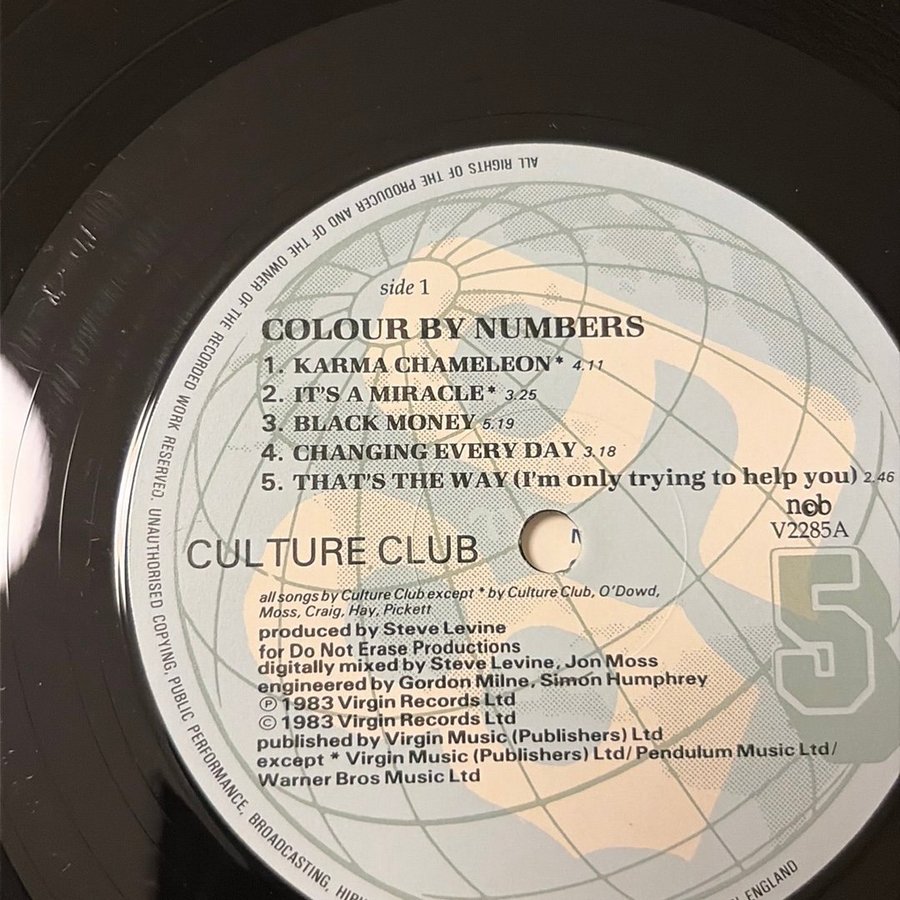 ALL RIGHTS OF THE PRODUCER AND OF THE OWNER OF THE RECORDED WORK RESERVED. UNAUTHORISED COPYING, PUBLIC PERFORMANCE, BROADCASTING,
side 1
COLOUR BY NUMBERS
1. KARMA CHAMELEON* 4.11
2. IT'S A MIRACLE* 3.25
3. BLACK MONEY 5.19
4. CHANGING EVERY DAY 3.18
5. THAT'S THE WAY (I'm only trying to help you) 2.46
ncb
V2285A
CULTURE CLUB
5
all songs by Culture Club except * by Culture Club, O'Dowd,
Moss, Craig, Hay, Pickett
produced by Steve Levine
for Do Not Erase Productions
digitally mixed by Steve Levine, Jon Moss
engineered by Gordon Milne, Simon Humphrey
Ⓟ 1983 Virgin Records Ltd
© 1983 Virgin Records Ltd
published by Virgin Music (Publishers) Ltd
except * Virgin Music (Publishers) Ltd/Pendulum Music Ltd/
Warner Bros Music Ltd
ENGLAND